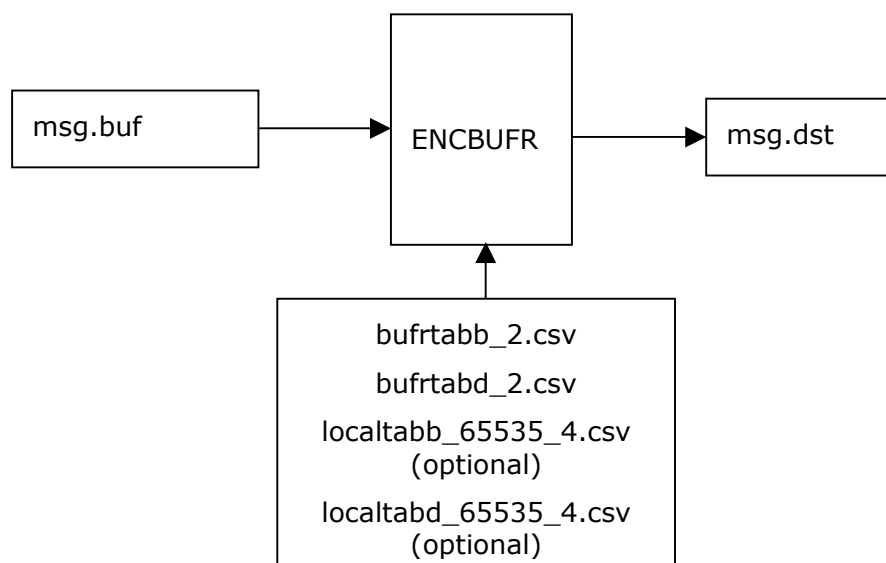 msg.buf
ENCBUFR
msg.dst
bufrtabb_2.csv
bufrtabd_2.csv
localtabb_65535_4.csv
(optional)
localtabd_65535_4.csv
(optional)